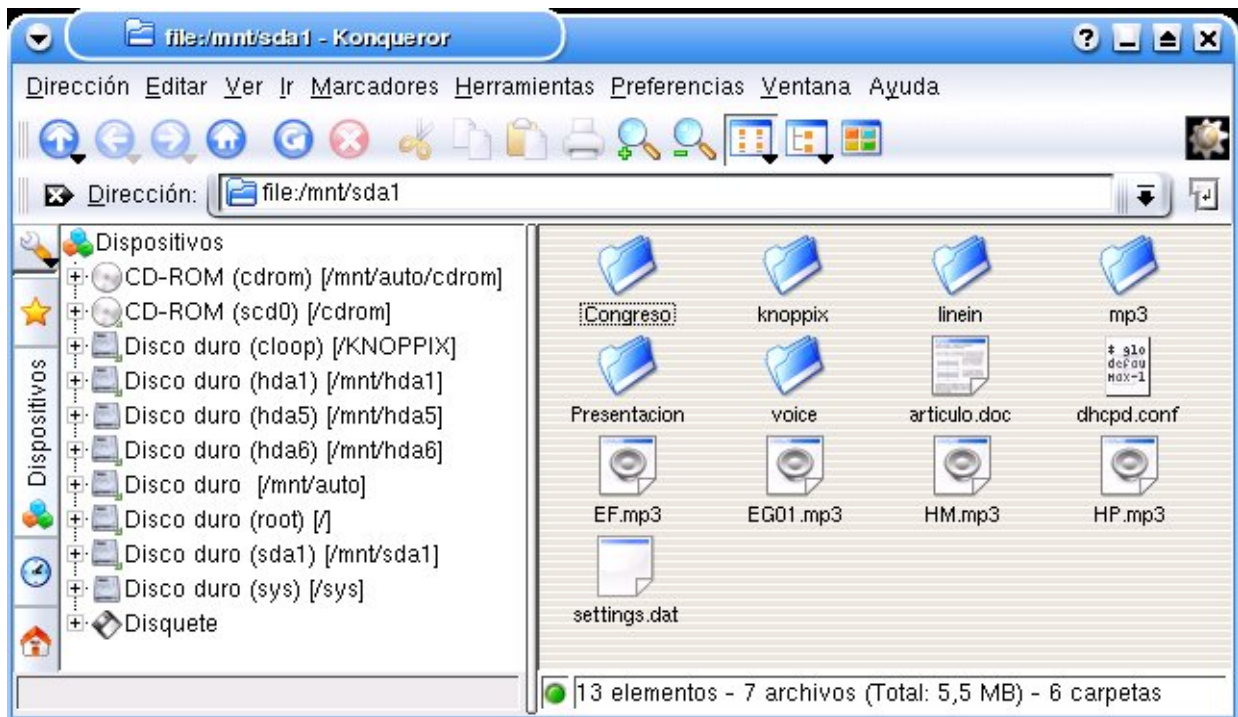 file:/mnt/sda1 - Konqueror
Dirección Editar Ver Ir Marcadores Herramientas Preferencias Ventana Ayuda
Dirección: file:/mnt/sda1
Dispositivos
Dispositivos
CD-ROM (cdrom) [/mnt/auto/cdrom]
CD-ROM (scd0) [/cdrom]
Disco duro (cloop) [/KNOPPIX]
Disco duro (hda1) [/mnt/hda1]
Disco duro (hda5) [/mnt/hda5]
Disco duro (hda6) [/mnt/hda6]
Disco duro [/mnt/auto]
Disco duro (root) [/]
Disco duro (sda1) [/mnt/sda1]
Disco duro (sys) [/sys]
Disquete
Congreso knoppix linein mp3
$ glo
defau
max-l
Presentacion voice articulo.doc dhcpd.conf
EF.mp3 EG01.mp3 HM.mp3 HP.mp3
settings.dat
13 elementos - 7 archivos (Total: 5,5 MB) - 6 carpetas